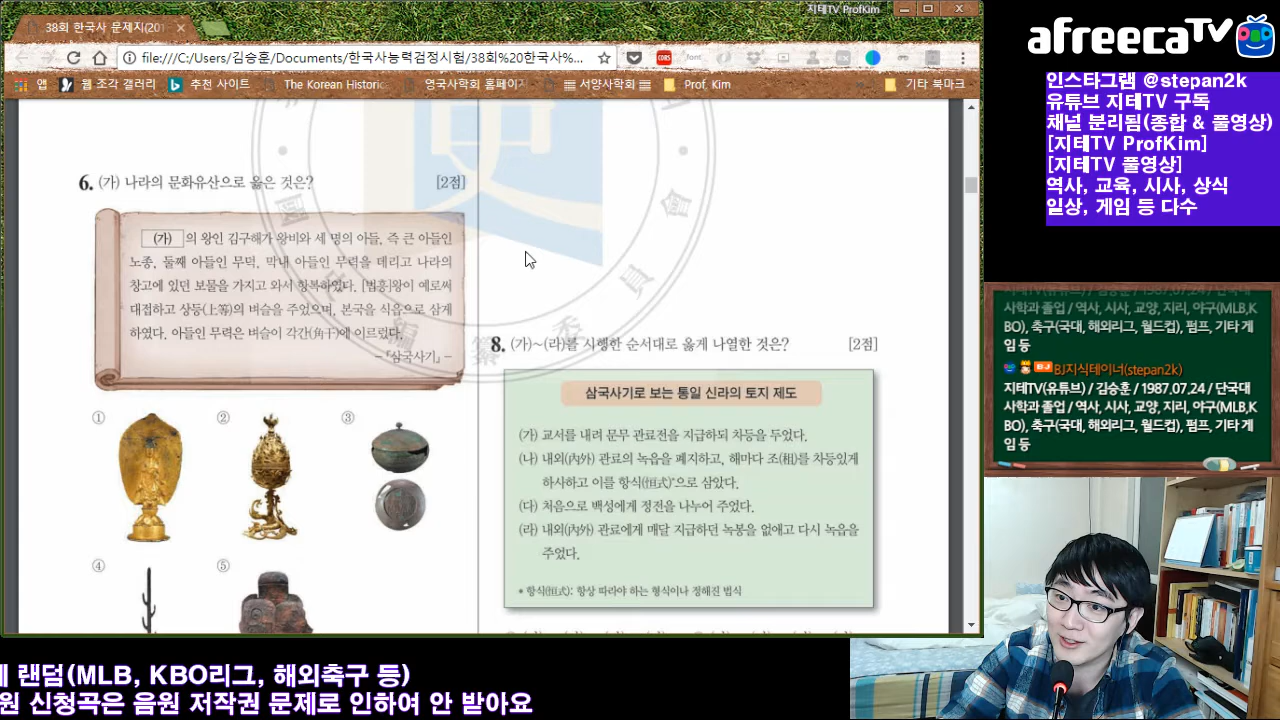 지테TV ProfKim
38회 한국사 문제지(201
file:///C:/Users/김승훈/Documents/한국사능력검정시험/38회%20한국사%...
앱
웹 조각 갤러리
추천 사이트
The Korean Historic
영국사학회 홈페이지
서양사학회
Prof. Kim
기타 북마크
6. (가) 나라의 문화유산으로 옳은 것은? [2점]
(가) 의 왕인 김구해가 왕비와 세 명의 아들, 즉 큰 아들인
노종, 둘째 아들인 무덕, 막내 아들인 무력을 데리고 나라의
창고에 있던 보물을 가지고 와서 항복하였다. [법흥]왕이 예로써
대접하고 상등(上等)의 벼슬을 주었으며, 본국을 식읍으로 삼게
하였다. 아들인 무력은 벼슬이 각간(角干)에 이르렀다.
-『삼국사기』-
① ② ③
④ ⑤
8. (가)~(라)를 시행한 순서대로 옳게 나열한 것은? [2점]
삼국사기로 보는 통일 신라의 토지 제도
(가) 교서를 내려 문무 관료전을 지급하되 차등을 두었다.
(나) 내외(內外) 관료의 녹읍을 폐지하고, 해마다 조(租)를 차등있게
하사하고 이를 항식(恒式)*으로 삼았다.
(다) 처음으로 백성에게 정전을 나누어 주었다.
(라) 내외(內外) 관료에게 매달 지급하던 녹봉을 없애고 다시 녹읍을
주었다.
* 항식(恒式): 항상 따라야 하는 형식이나 정해진 법식
afreecaTV
인스타그램 @stepan2k
유튜브 지테TV 구독
채널 분리됨(종합 & 풀영상)
[지테TV ProfKim]
[지테TV 풀영상]
역사, 교육, 시사, 상식
일상, 게임 등 다수
지테TV(유튜브) / 김승훈 / 1987.07.24 / 단국대
사학과 졸업 / 역사, 시사, 교양, 지리, 야구(MLB,K
BO), 축구(국대, 해외리그, 월드컵), 펌프, 기타 게
임 등
BJ지식테이너(stepan2k)
지테TV(유튜브) / 김승훈 / 1987.07.24 / 단국대
사학과 졸업 / 역사, 시사, 교양, 지리, 야구(MLB,K
BO), 축구(국대, 해외리그, 월드컵), 펌프, 기타 게
임 등
랜덤(MLB, KBO리그, 해외축구 등)
원 신청곡은 음원 저작권 문제로 인하여 안 받아요